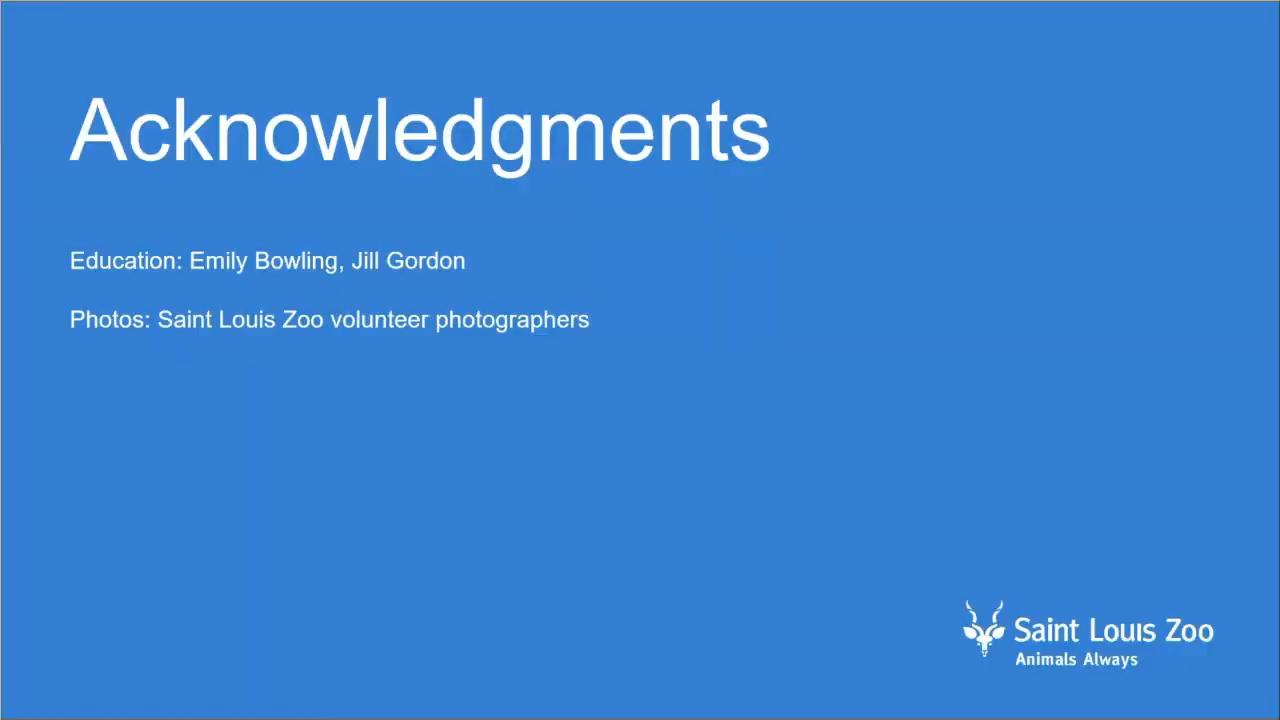 Acknowledgments
Education: Emily Bowling, Jill Gordon
Photos: Saint Louis Zoo volunteer photographers
Saint Louis Zoo
Animals Always